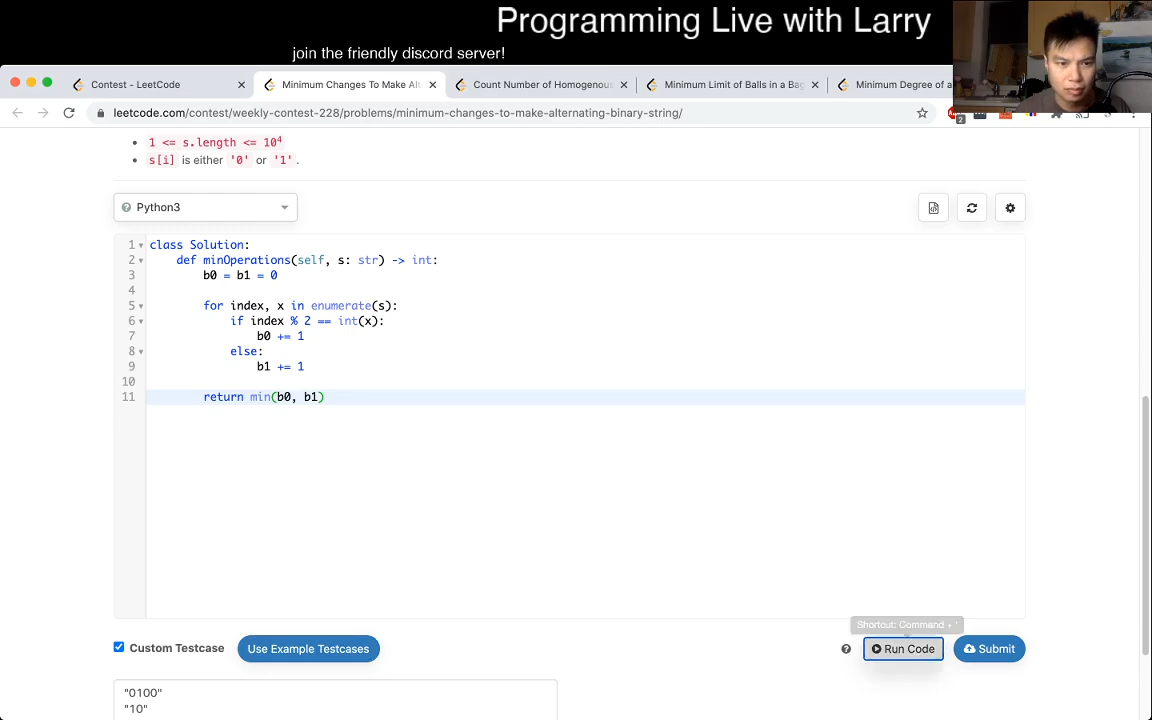 Programming Live with Larry
join the friendly discord server!
Contest - LeetCode
Minimum Changes To Make Alt
Count Number of Homogenous
Minimum Limit of Balls in a Bag
Minimum Degree of a
leetcode.com/contest/weekly-contest-228/problems/minimum-changes-to-make-alternating-binary-string/
2
1 <= s.length <= 10⁴
s[i] is either '0' or '1'.
Python3
1 class Solution:
2 def minOperations(self, s: str) -> int:
3 b0 = b1 = 0
4
5 for index, x in enumerate(s):
6 if index % 2 == int(x):
7 b0 += 1
8 else:
9 b1 += 1
10
11 return min(b0, b1)
Shortcut: Command + '
Custom Testcase
Use Example Testcases
Run Code
Submit
"0100"
"10"